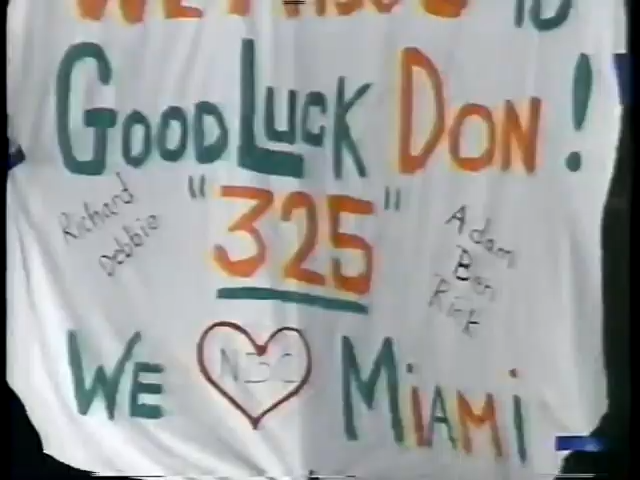 GOOD LUCK DON!
"325"
Richard
Debbie
Adam
Ben
Rick
WE NBC MIAMI